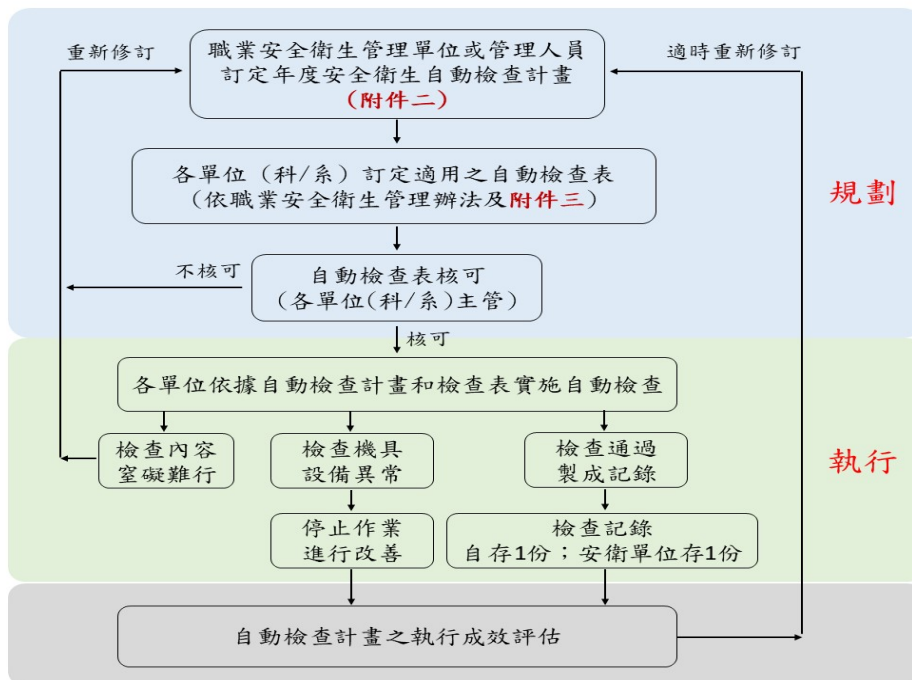 重新修訂
職業安全衛生管理單位或管理人員
訂定年度安全衛生自動檢查計畫
(附件二)
適時重新修訂
各單位（科/系）訂定適用之自動檢查表
(依職業安全衛生管理辦法及附件三)
規劃
不核可
自動檢查表核可
(各單位(科/系)主管)
核可
各單位依據自動檢查計畫和檢查表實施自動檢查
檢查內容
窒礙難行
檢查機具
設備異常
檢查通過
製成記錄
執行
停止作業
進行改善
檢查記錄
自存1份；安衛單位存1份
自動檢查計畫之執行成效評估